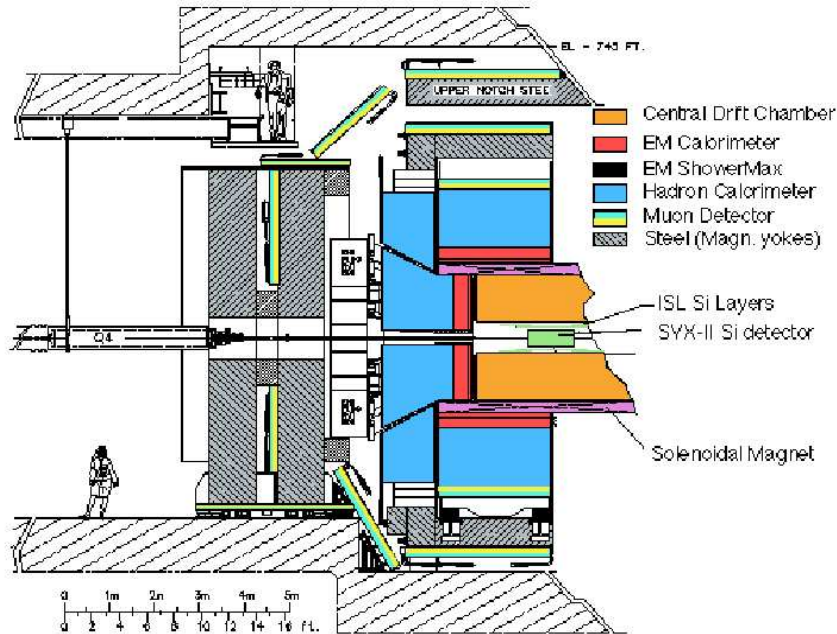 EL - 743 FT.
UPPER NOTCH STEEL
Central Drift Chamber
EM Calorimeter
EM ShowerMax
Hadron Calorimeter
Muon Detector
Steel (Magn. yokes)
ISL Si Layers
SVX-II Si detector
Q4
Solenoidal Magnet
0 1m 2m 3m 4m 5m
0 2 4 6 8 10 12 14 16 ft.